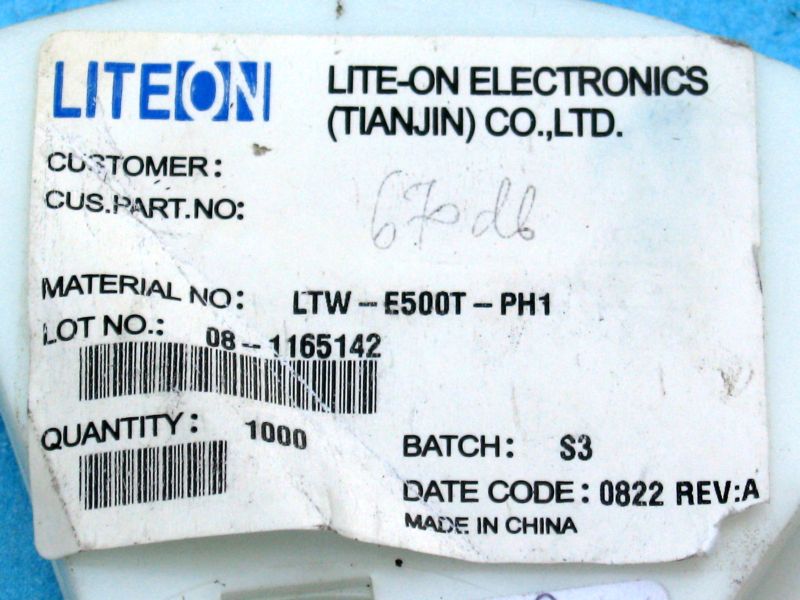 LITEON
LITE-ON ELECTRONICS
(TIANJIN) CO.,LTD.
CUSTOMER:
CUS.PART.NO:
MATERIAL NO: LTW-E500T-PH1
LOT NO.: 08-1165142
QUANTITY: 1000
BATCH: S3
DATE CODE: 0822 REV:A
MADE IN CHINA